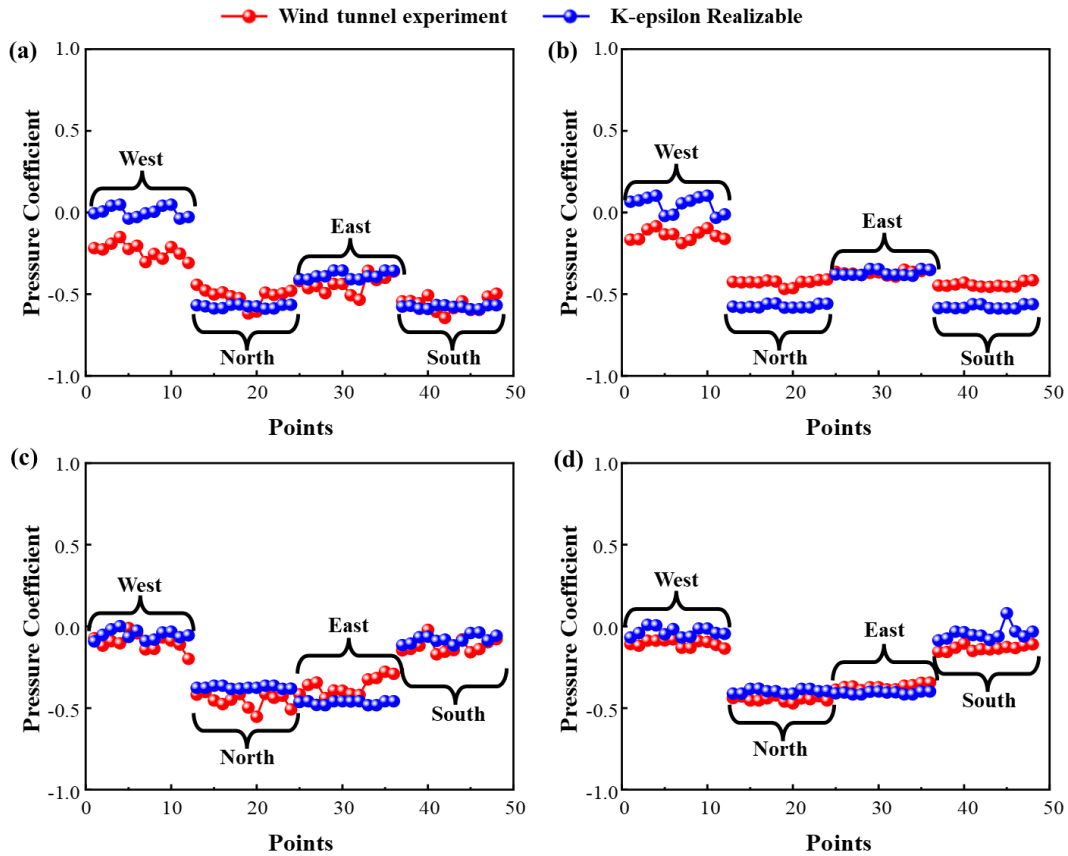 Wind tunnel experiment K-epsilon Realizable
(a) (b)
1.0 1.0
0.5 0.5
West West
0.0 0.0
East East
-0.5 -0.5
North South North South
-1.0 -1.0
0 10 20 30 40 50 0 10 20 30 40 50
Pressure Coefficient Pressure Coefficient
Points Points
(c) (d)
1.0 1.0
0.5 0.5
West West
0.0 0.0
East East
-0.5 -0.5
South South
North North
-1.0 -1.0
0 10 20 30 40 50 0 10 20 30 40 50
Pressure Coefficient Pressure Coefficient
Points Points